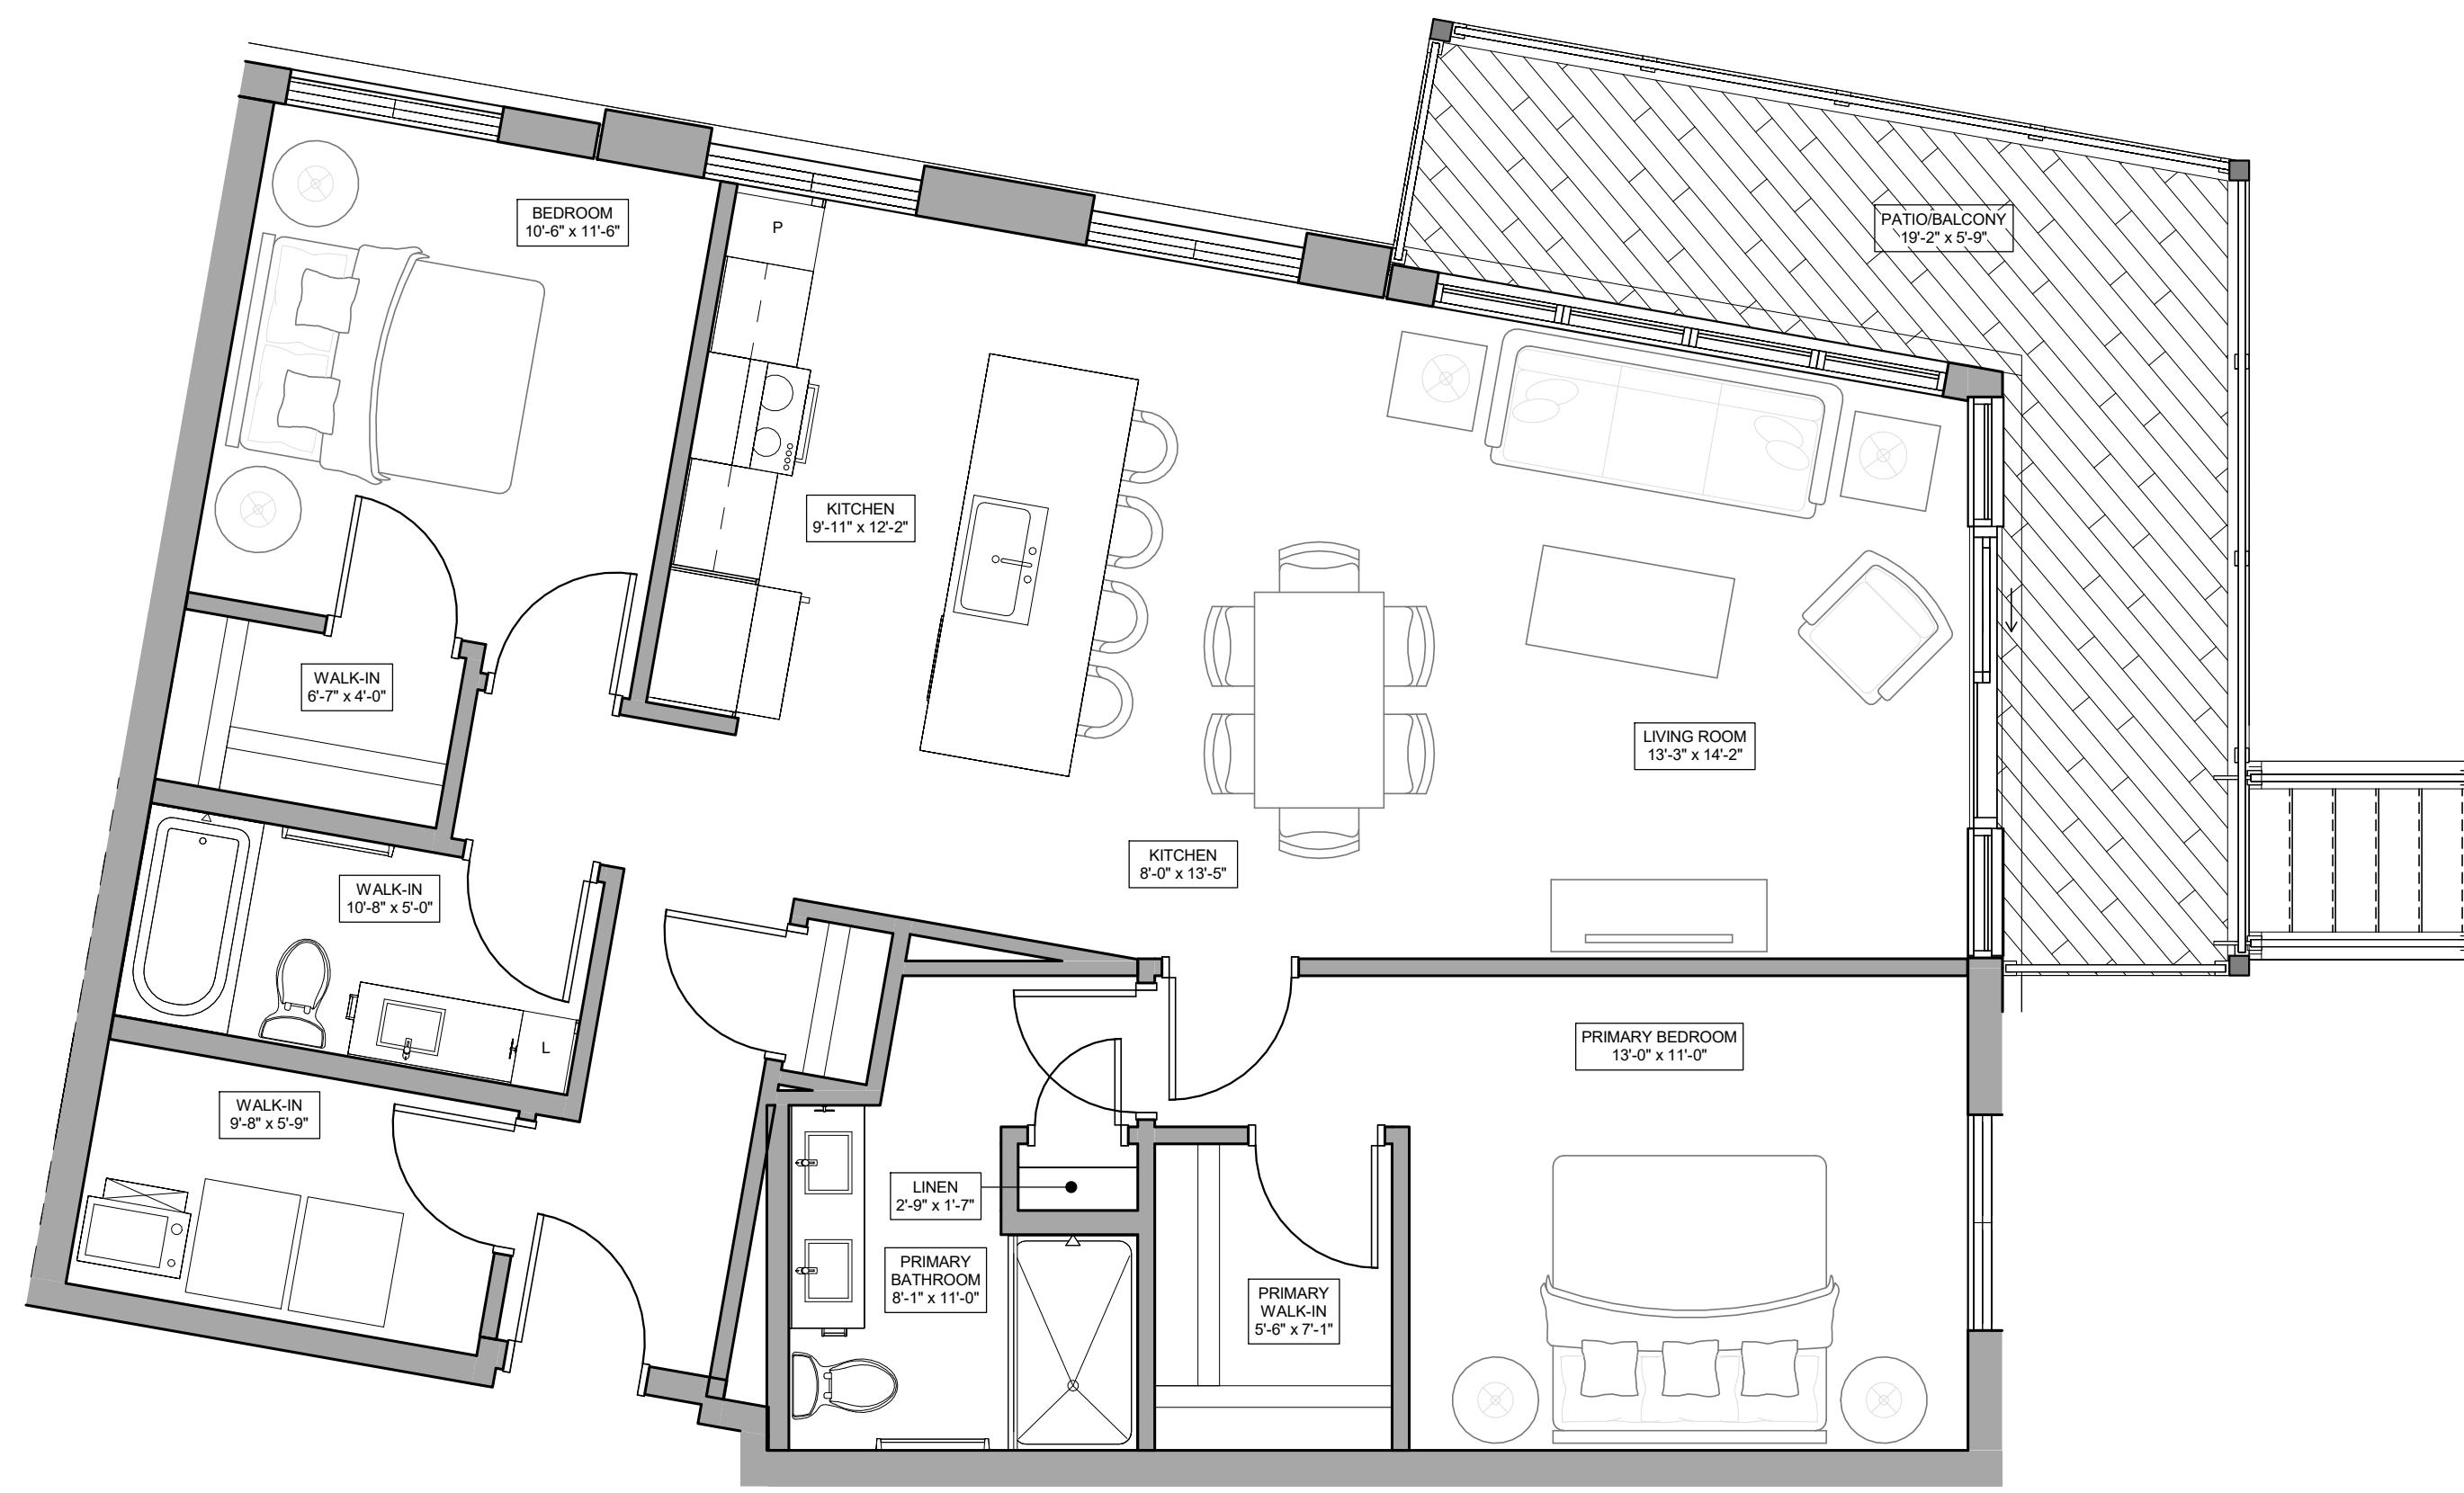 PATIO/BALCONY
19'-2" x 5'-9"
BEDROOM
10'-6" x 11'-6"
P
KITCHEN
9'-11" x 12'-2"
WALK-IN
6'-7" x 4'-0"
LIVING ROOM
13'-3" x 14'-2"
KITCHEN
8'-0" x 13'-5"
WALK-IN
10'-8" x 5'-0"
L
PRIMARY BEDROOM
13'-0" x 11'-0"
WALK-IN
9'-8" x 5'-9"
LINEN
2'-9" x 1'-7"
PRIMARY
BATHROOM
8'-1" x 11'-0"
PRIMARY
WALK-IN
5'-6" x 7'-1"